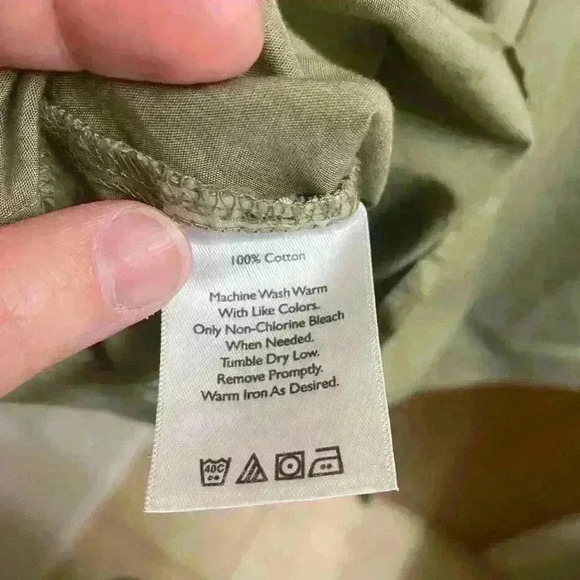 100% Cotton
Machine Wash Warm
With Like Colors.
Only Non-Chlorine Bleach
When Needed.
Tumble Dry Low.
Remove Promptly.
Warm Iron As Desired.
40C